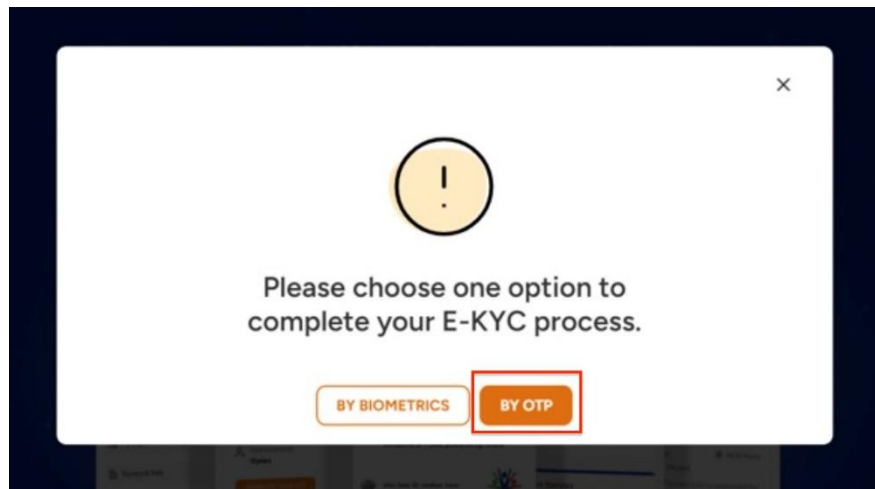 Please choose one option to
complete your E-KYC process.
BY BIOMETRICS
BY OTP